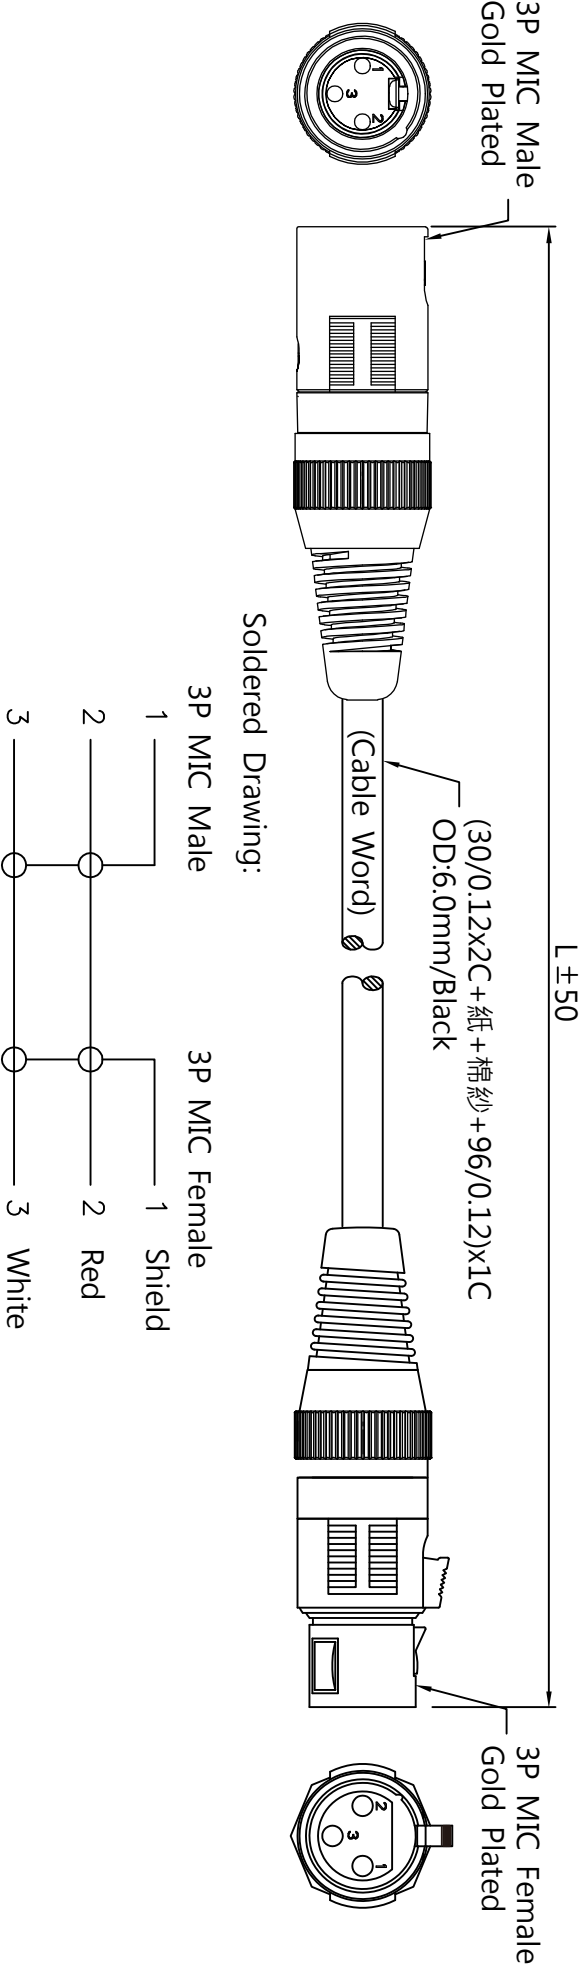 3P MIC Male
Gold Plated
1
2
3
L±50
(30/0.12x2C+紙+棉紗+96/0.12)x1C
OD:6.0mm/Black
(Cable Word)
3P MIC Female
Gold Plated
2
1
3
Soldered Drawing:
3P MIC Male
3P MIC Female
1
1 Shield
2
2 Red
3
3 White